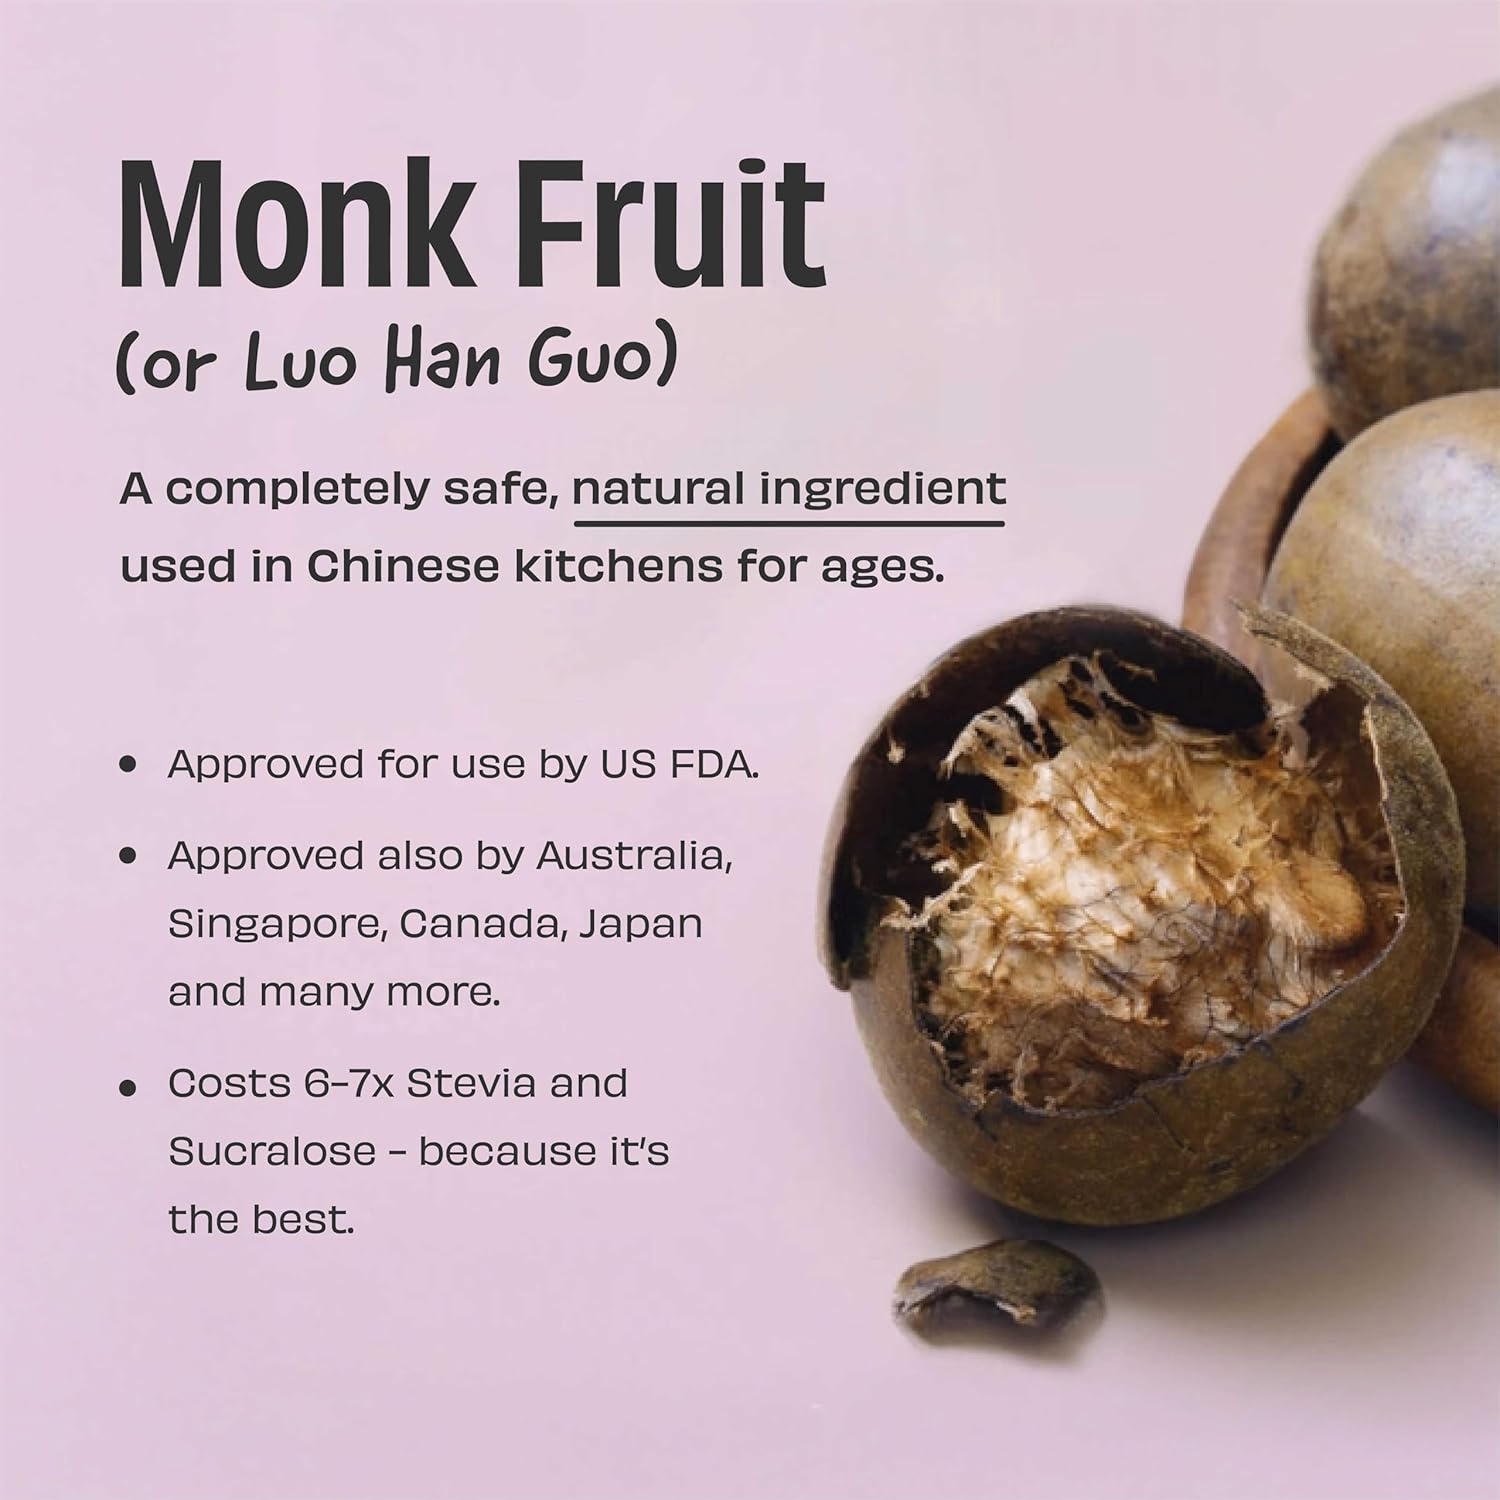 Monk Fruit
(or Luo Han Guo)
A completely safe, natural ingredient
used in Chinese kitchens for ages.
• Approved for use by US FDA.
• Approved also by Australia,
Singapore, Canada, Japan
and many more.
• Costs 6-7x Stevia and
Sucralose - because it's
the best.